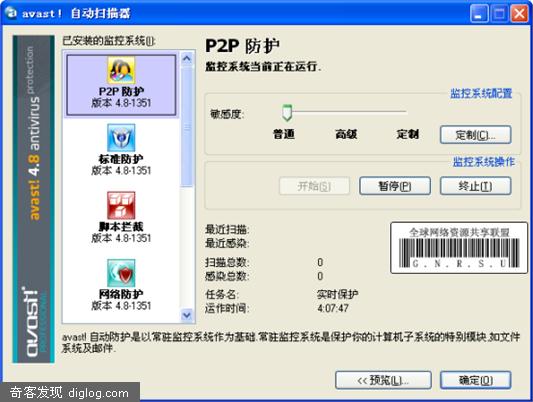 avast! 自动扫描器
avast! 4.8 antivirus protection
avast! PROFESSIONAL
已安装的监控系统(I):
P2P 防护
版本 4.8-1351
标准防护
版本 4.8-1351
脚本拦截
版本 4.8-1351
网络防护
版本 4.8-1351
P2P 防护
监控系统当前正在运行.
监控系统配置
敏感度:
普通 高级 定制
定制(C)...
监控系统操作
开始(S) 暂停(P) 终止(T)
最近扫描:
最近感染:
全球网络资源共享联盟
G. N. R. S. U
扫描总数: 0
感染总数: 0
任务名: 实时保护
运作时间: 4:07:47
avast! 自动防护是以常驻监控系统作为基础.常驻监控系统是保护你的计算机子系统的特别模块,如文件系统及邮件.
<< 预览(L)... 确定(O)
奇客发现 diglog.com